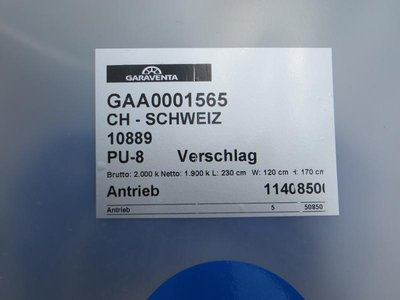 GARAVENTA
GAA0001565
CH - SCHWEIZ
10889
PU-8 Verschlag
Brutto: 2.000 k Netto: 1.900 k L: 230 cm W: 120 cm H: 170 cm
Antrieb 11408500
Antrieb 5 50850